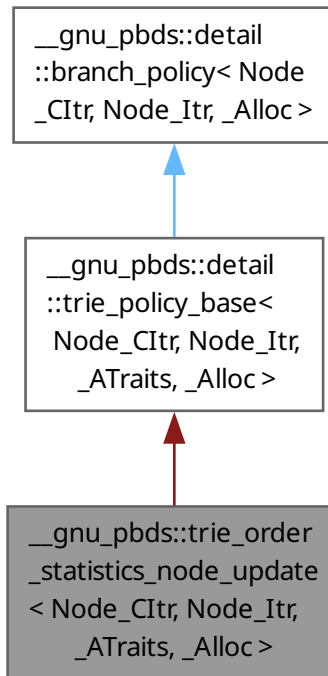 __gnu_pbds::detail
::branch_policy< Node
_CItr, Node_Itr, _Alloc >
__gnu_pbds::detail
::trie_policy_base<
Node_CItr, Node_Itr,
_ATraits, _Alloc >
__gnu_pbds::trie_order
_statistics_node_update
< Node_CItr, Node_Itr,
_ATraits, _Alloc >